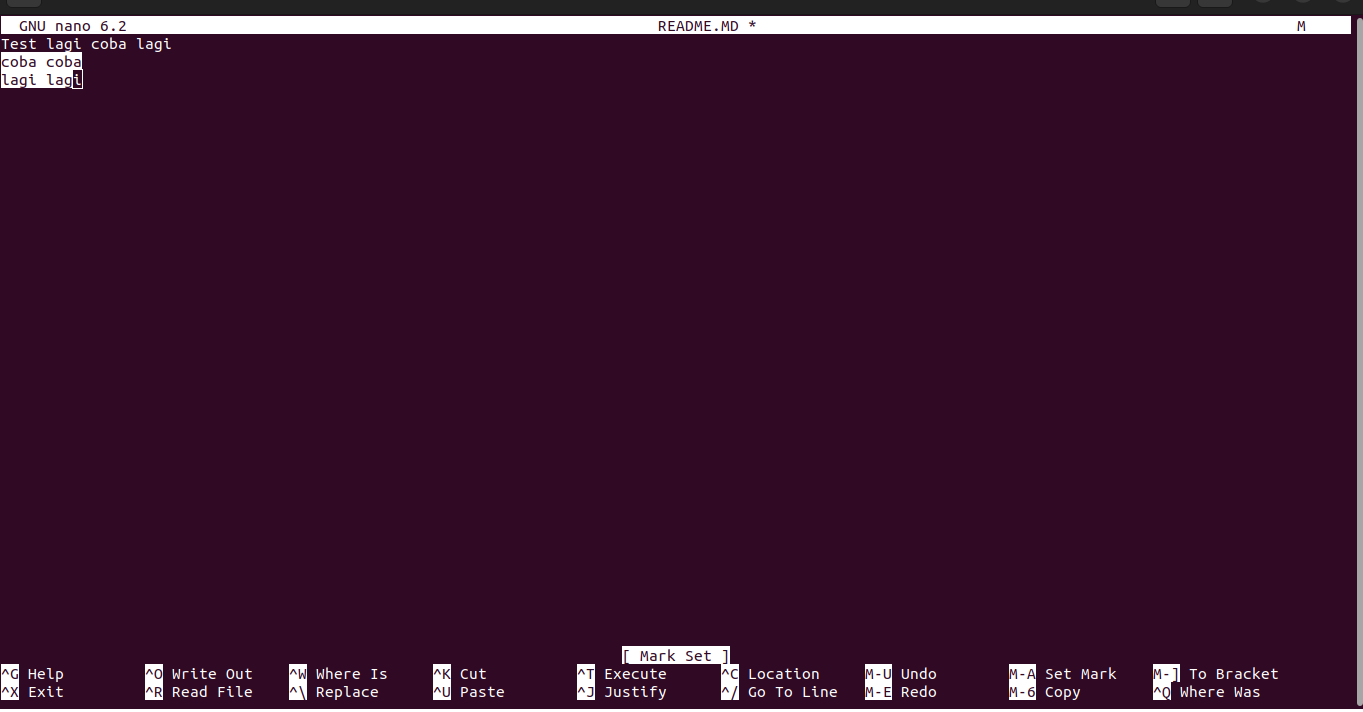 GNU nano 6.2 README.MD * M
Test lagi coba lagi
coba coba
lagi lagi
[ Mark Set ]
^G Help ^O Write Out ^W Where Is ^K Cut ^T Execute ^C Location M-U Undo M-A Set Mark M-] To Bracket
^X Exit ^R Read File ^\ Replace ^U Paste ^J Justify ^/ Go To Line M-E Redo M-6 Copy ^Q Where Was